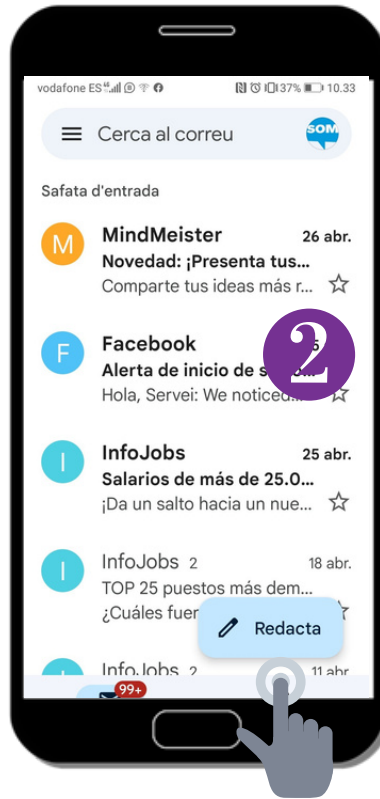 vodafone ES 37% 10.33
Cerca al correu SOM
Safata d'entrada
M MindMeister 26 abr.
Novedad: ¡Presenta tus...
Comparte tus ideas más r...
F Facebook
2
Alerta de inicio de s
Hola, Servei: We noticed...
I InfoJobs 25 abr.
Salarios de más de 25.0...
¡Da un salto hacia un nue...
I InfoJobs 2 18 abr.
TOP 25 puestos más dem...
¿Cuáles fuer
Redacta
I InfoJobs 2 11 abr.
99+